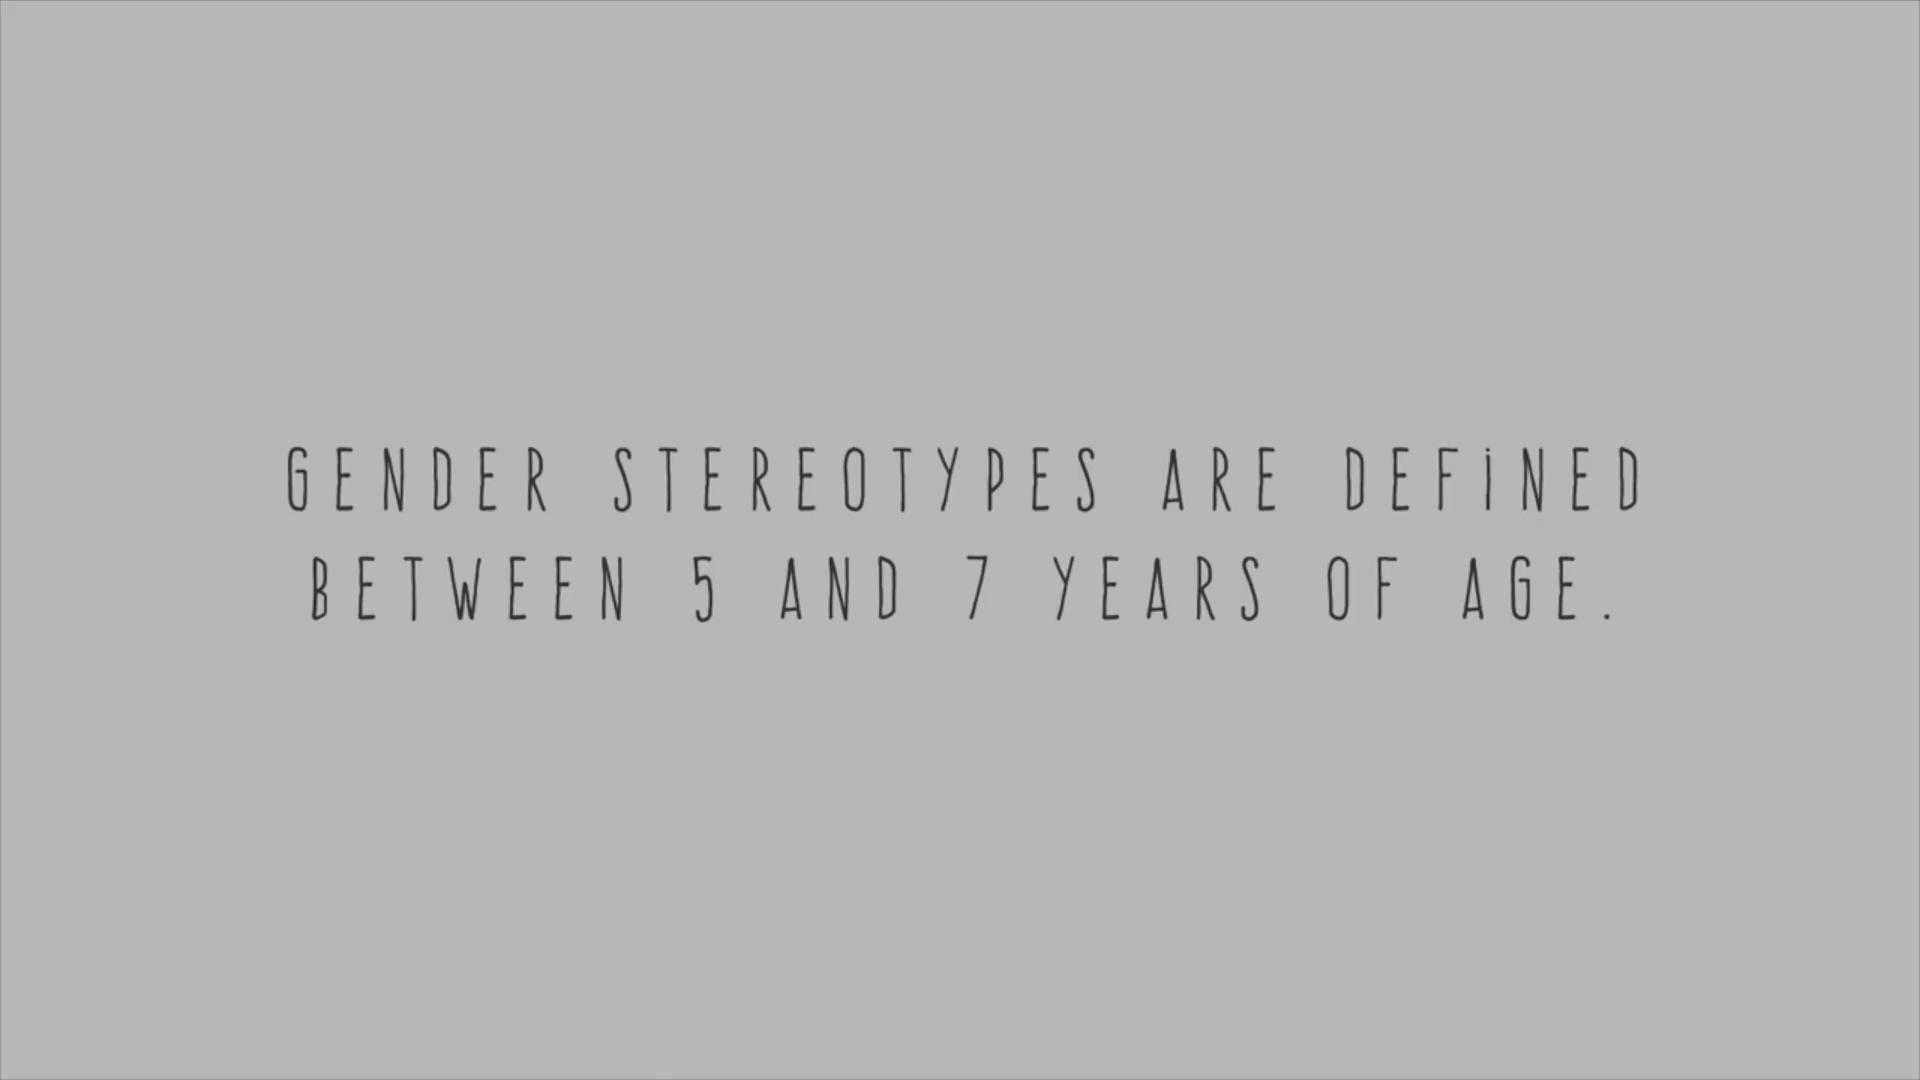 GENDER STEREOTYPES ARE DEFiNED
BETWEEN 5 AND 7 YEARS OF AGE.